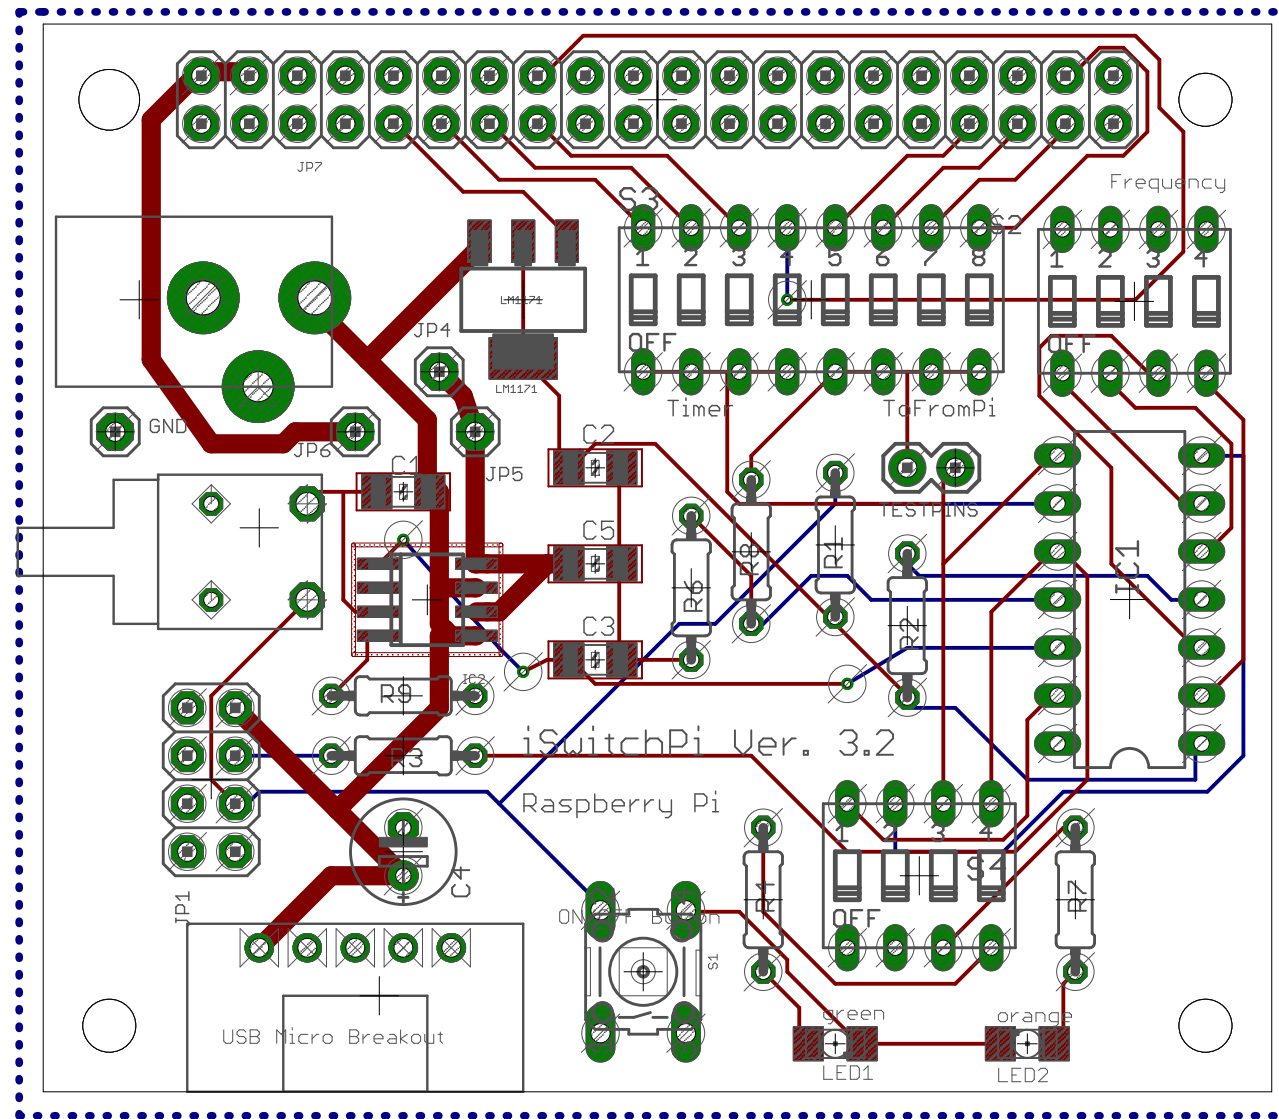 JP7
Frequency
S3
S2
1 2 3 4 5 6 7 8
1 2 3 4
LM1171
JP4
OFF
OFF
LM1171
Timer
ToFromPi
GND
JP6
C2
C1
JP5
TESTPINS
C5
R8
R1
IC1
R6
R2
C3
IC2
R9
R3
iSwitchPi Ver. 3.2
Raspberry Pi
1 2 3 4
S4
C4
R4
R7
JP1
OFF
ON/OFF Button
S1
USB Micro Breakout
green
orange
LED1
LED2